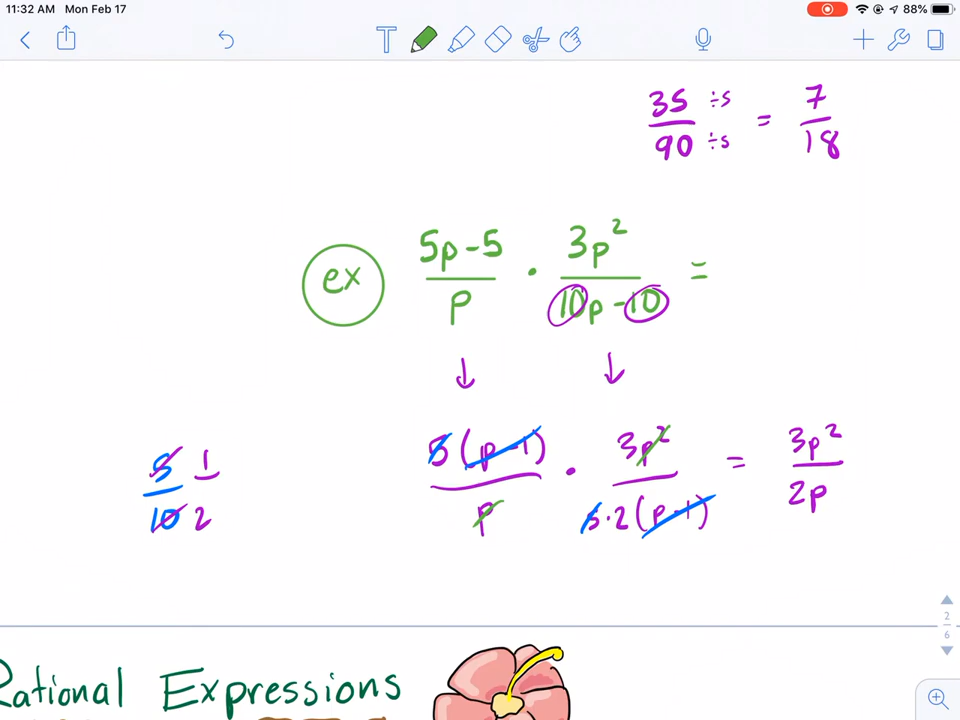 11:32 AM Mon Feb 17 88%
T
35/90 ÷5 ÷5 = 7/18
ex (5p-5)/p · 3p²/(10p-10) =
↓ ↓
5/10 1/2 5(p-1)/p · 3p²/(5·2(p-1)) = 3p²/2p
2
6
Rational Expressions